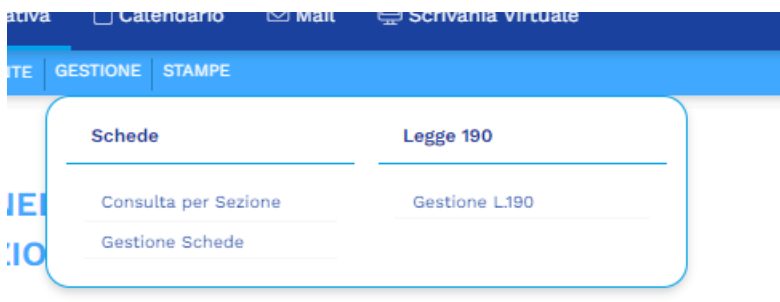 Calendario Mail Scrivania Virtuale
GESTIONE STAMPE
Schede Legge 190
Consulta per Sezione Gestione L.190
Gestione Schede